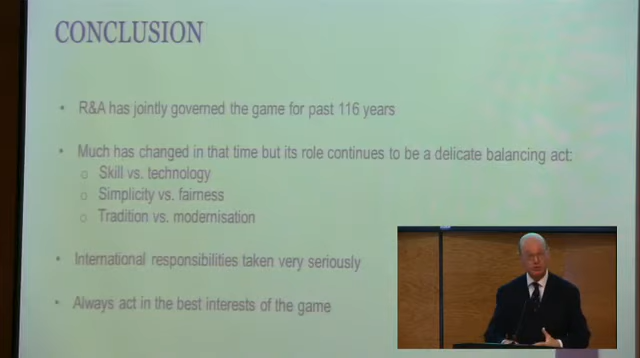 CONCLUSION
• R&A has jointly governed the game for past 116 years
• Much has changed in that time but its role continues to be a delicate balancing act:
o Skill vs. technology
o Simplicity vs. fairness
o Tradition vs. modernisation
• International responsibilities taken very seriously
• Always act in the best interests of the game